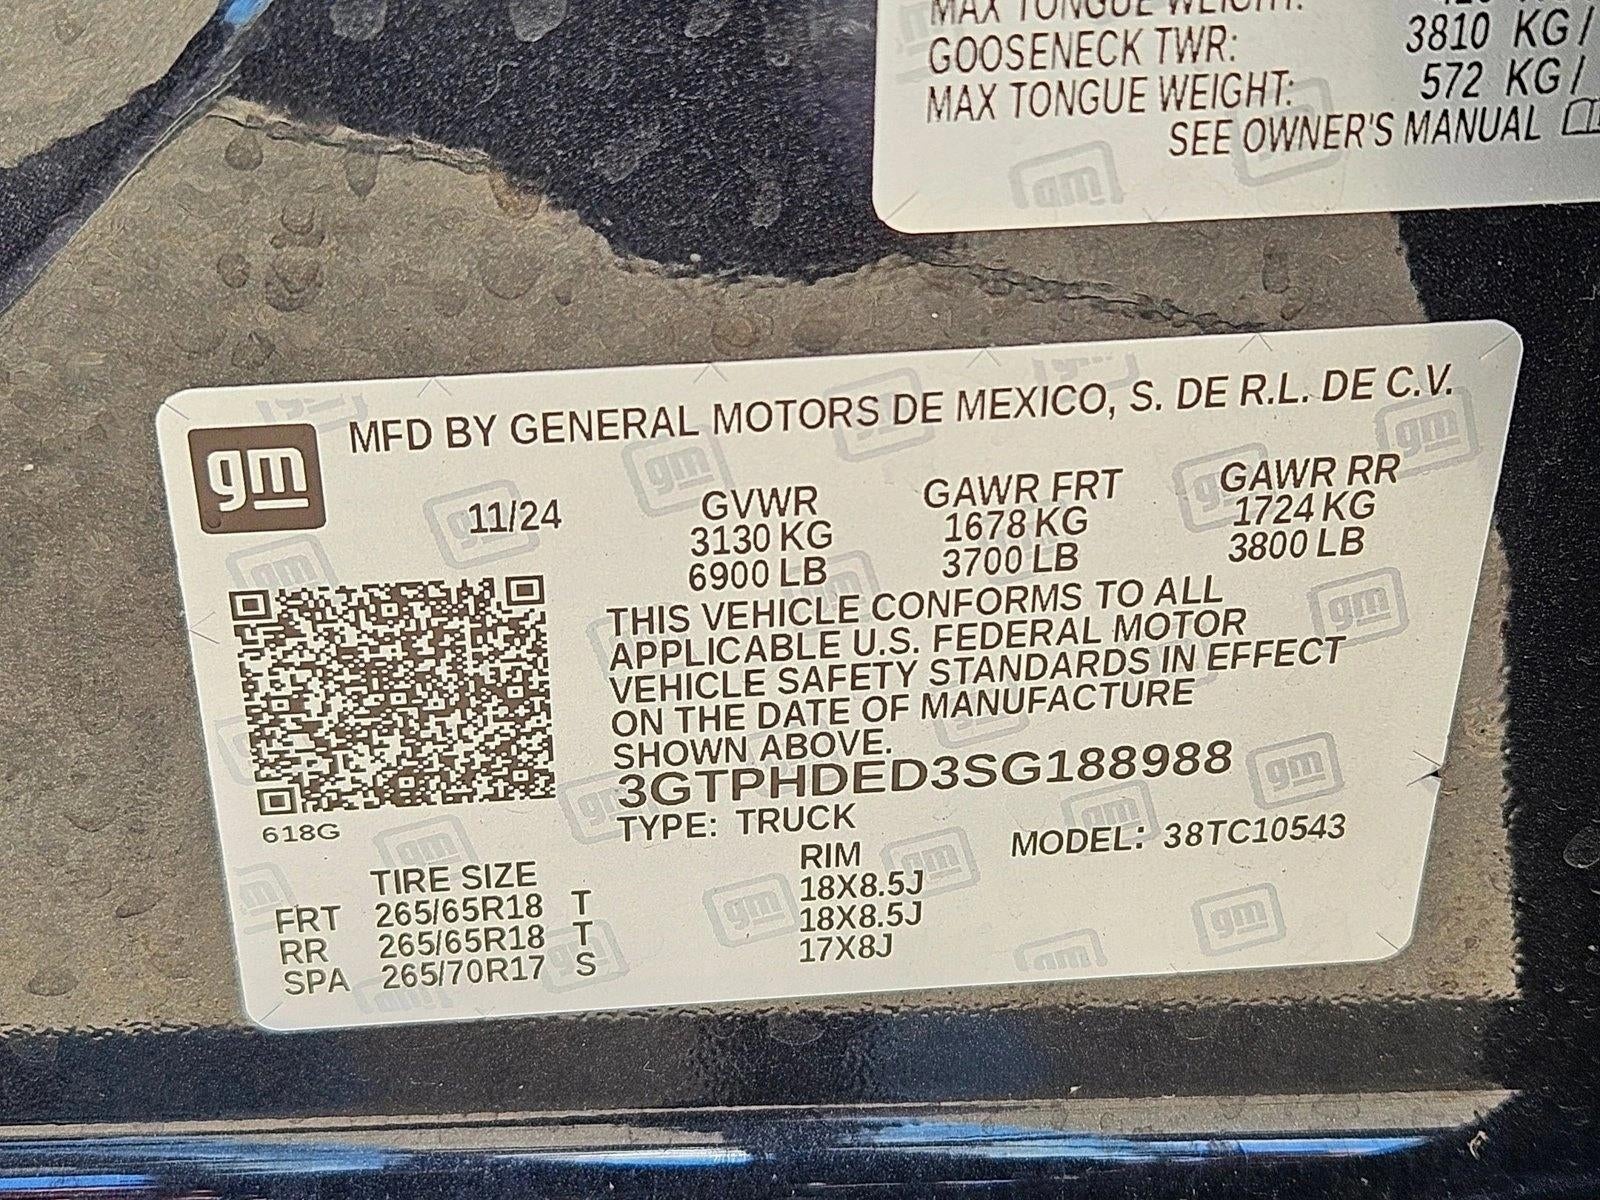 MAX TONGUE WEIGHT:
GOOSENECK TWR: 3810 KG /
MAX TONGUE WEIGHT: 572 KG /
SEE OWNER'S MANUAL
gm
MFD BY GENERAL MOTORS DE MEXICO, S. DE R.L. DE C.V.
11/24 GVWR GAWR FRT GAWR RR
3130 KG 1678 KG 1724 KG
6900 LB 3700 LB 3800 LB
THIS VEHICLE CONFORMS TO ALL
APPLICABLE U.S. FEDERAL MOTOR
VEHICLE SAFETY STANDARDS IN EFFECT
ON THE DATE OF MANUFACTURE
SHOWN ABOVE.
3GTPHDED3SG188988
618G
TYPE: TRUCK MODEL: 38TC10543
TIRE SIZE RIM
FRT 265/65R18 T 18X8.5J
RR 265/65R18 T 18X8.5J
SPA 265/70R17 S 17X8J